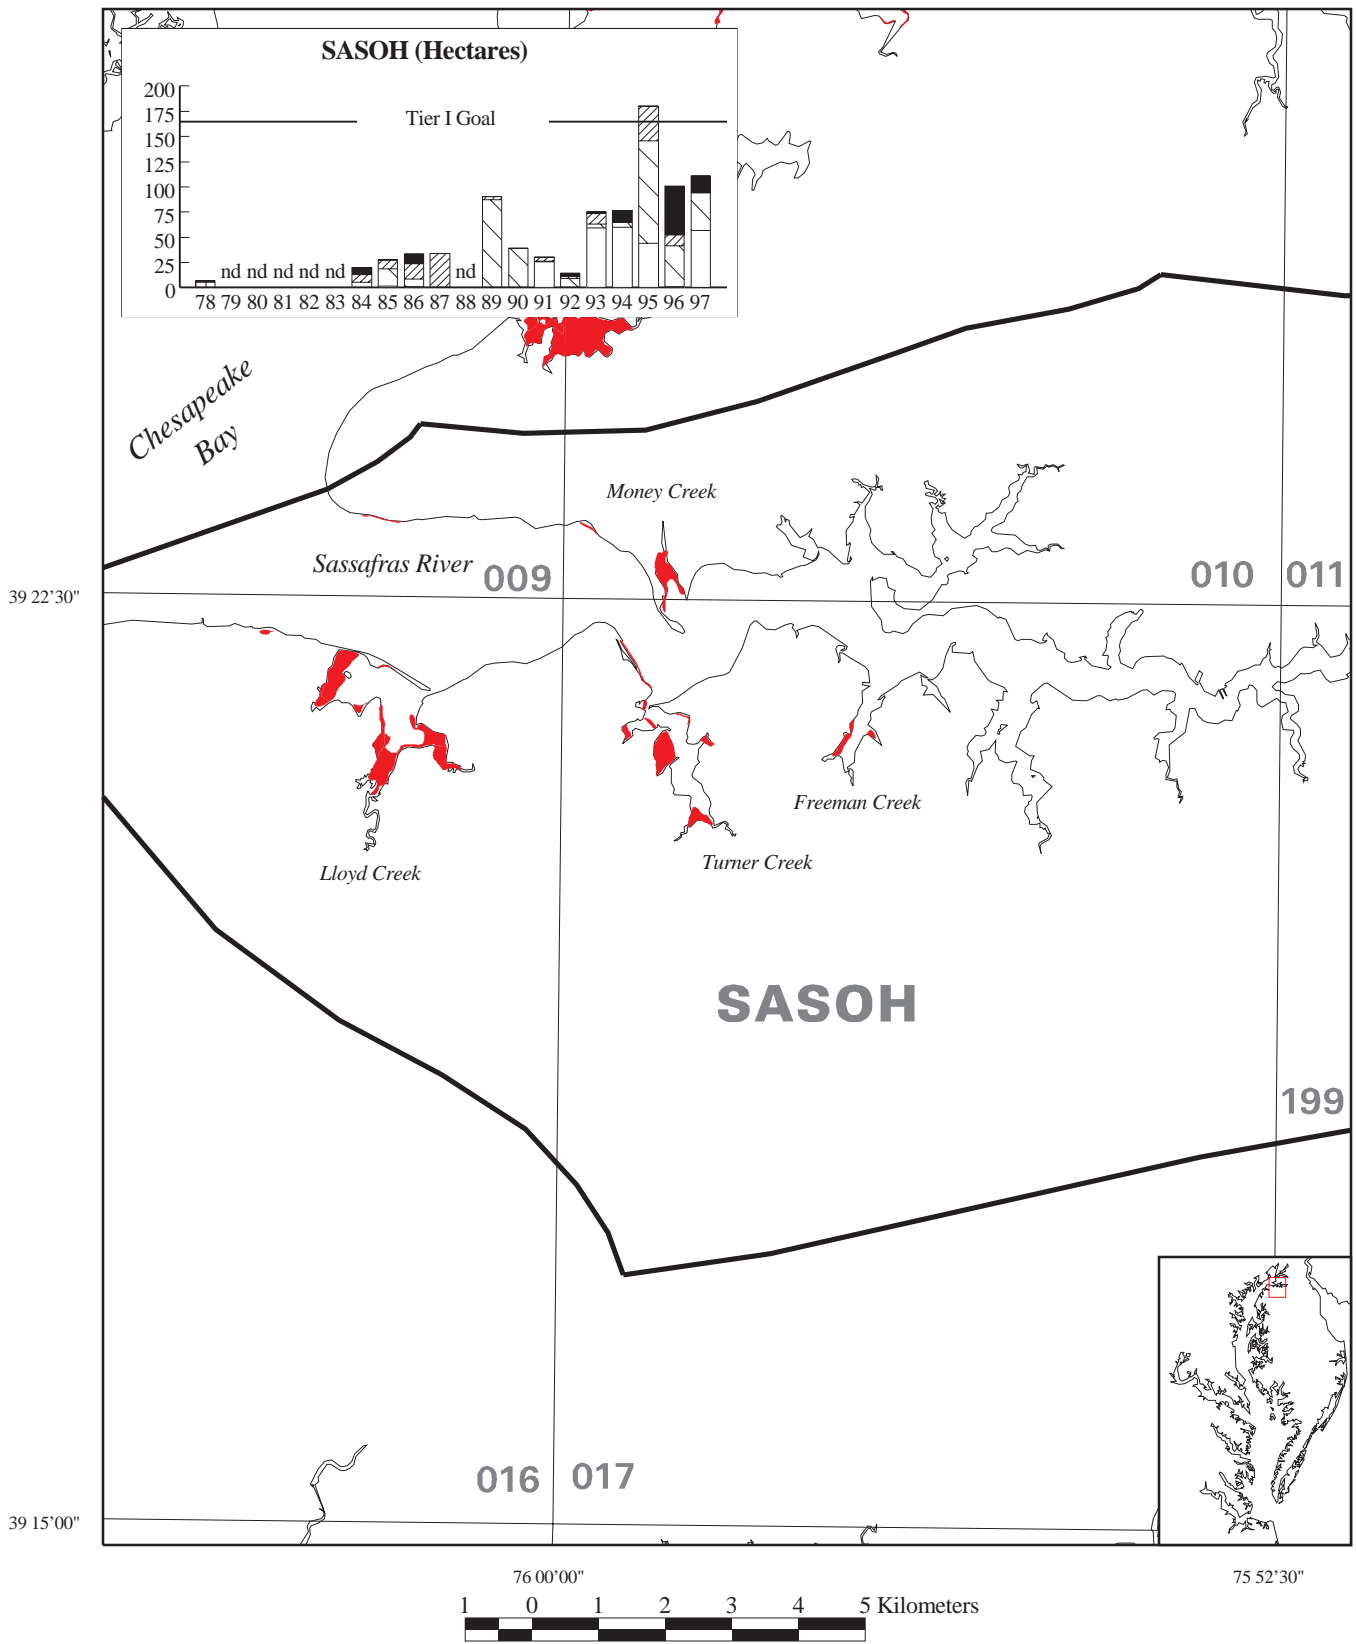 SASOH (Hectares)
200
175
150
125
100
75
50
25
0
Tier I Goal
nd nd nd nd nd nd
78 79 80 81 82 83 84 85 86 87 88 89 90 91 92 93 94 95 96 97
Chesapeake
Bay
Money Creek
Sassafras River
009
010 011
39 22'30"
Freeman Creek
Lloyd Creek
Turner Creek
SASOH
199
016 017
39 15'00"
76 00'00"
75 52'30"
1 0 1 2 3 4 5 Kilometers